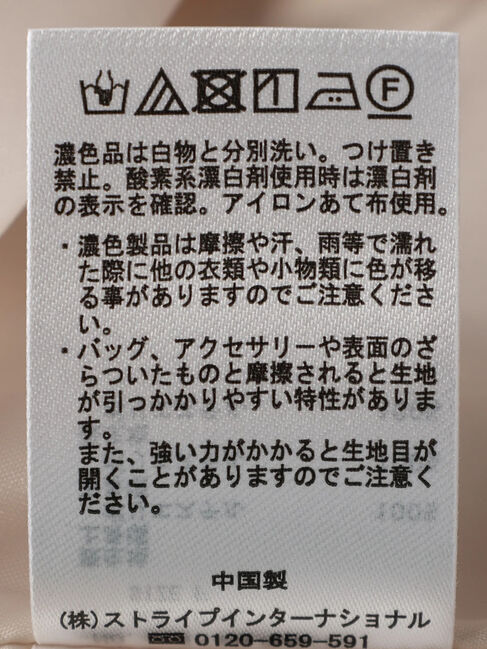 濃色品は白物と分別洗い。つけ置き
禁止。酸素系漂白剤使用時は漂白剤
の表示を確認。アイロンあて布使用。
・濃色製品は摩擦や汗、雨等で濡れ
た際に他の衣類や小物類に色が移
る事がありますのでご注意くださ
い。
・バッグ、アクセサリーや表面のざ
らついたものと摩擦されると生地
が引っかかりやすい特性がありま
す。
また、強い力がかかると生地目が
開くことがありますのでご注意く
ださい。
中国製
(株)ストライプインターナショナル
0120-659-591